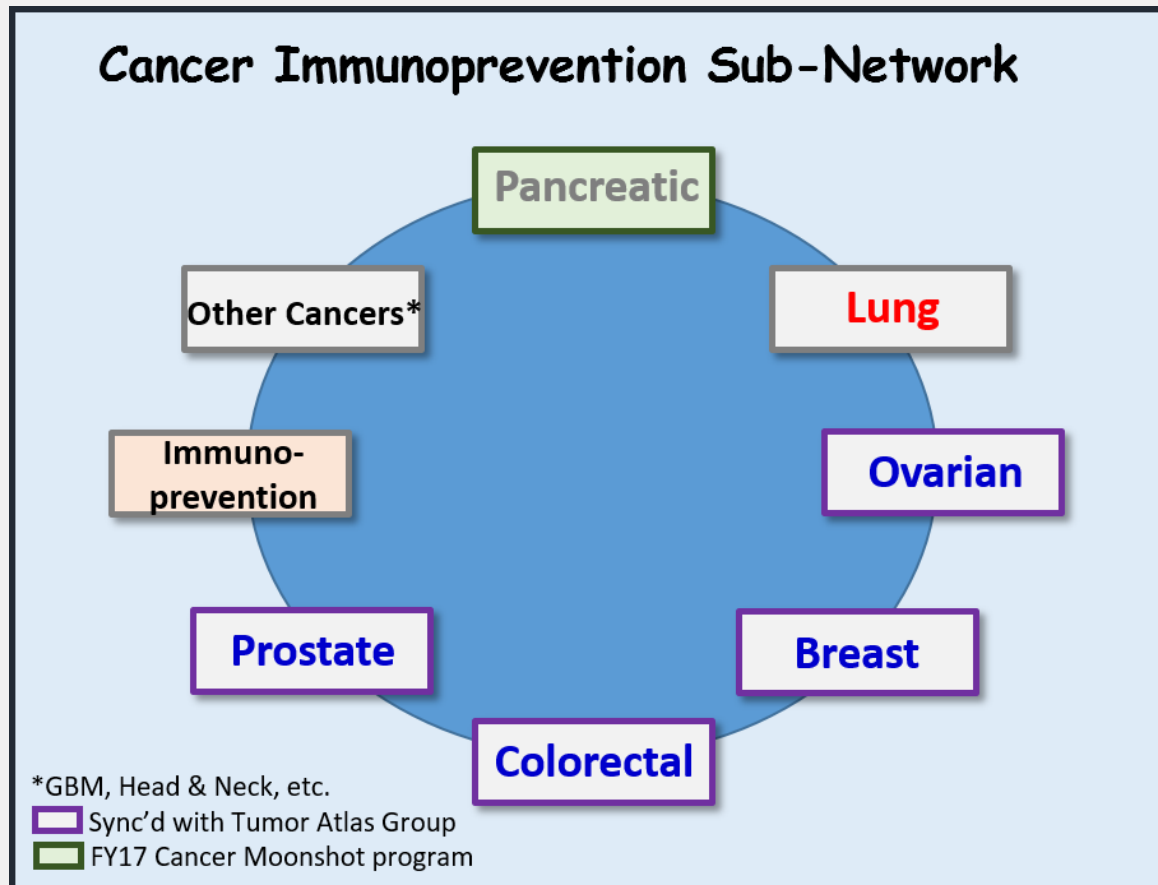 Cancer Immunoprevention Sub-Network
Pancreatic
Other Cancers*
Lung
Immuno-
prevention
Ovarian
Prostate
Breast
Colorectal
*GBM, Head & Neck, etc.
Sync’d with Tumor Atlas Group
FY17 Cancer Moonshot program